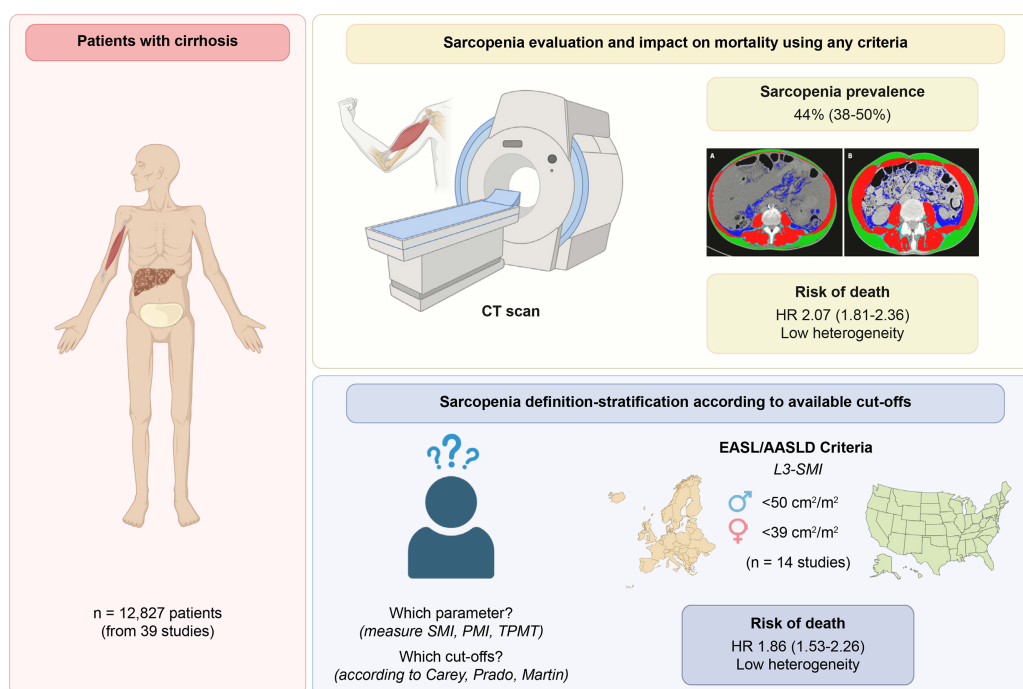 Patients with cirrhosis
n = 12,827 patients
(from 39 studies)
Sarcopenia evaluation and impact on mortality using any criteria
CT scan
Sarcopenia prevalence
44% (38-50%)
A
B
Risk of death
HR 2.07 (1.81-2.36)
Low heterogeneity
Sarcopenia definition-stratification according to available cut-offs
???
Which parameter?
(measure SMI, PMI, TPMT)
Which cut-offs?
(according to Carey, Prado, Martin)
EASL/AASLD Criteria
L3-SMI
♂ <50 cm²/m²
♀ <39 cm²/m²
(n = 14 studies)
Risk of death
HR 1.86 (1.53-2.26)
Low heterogeneity